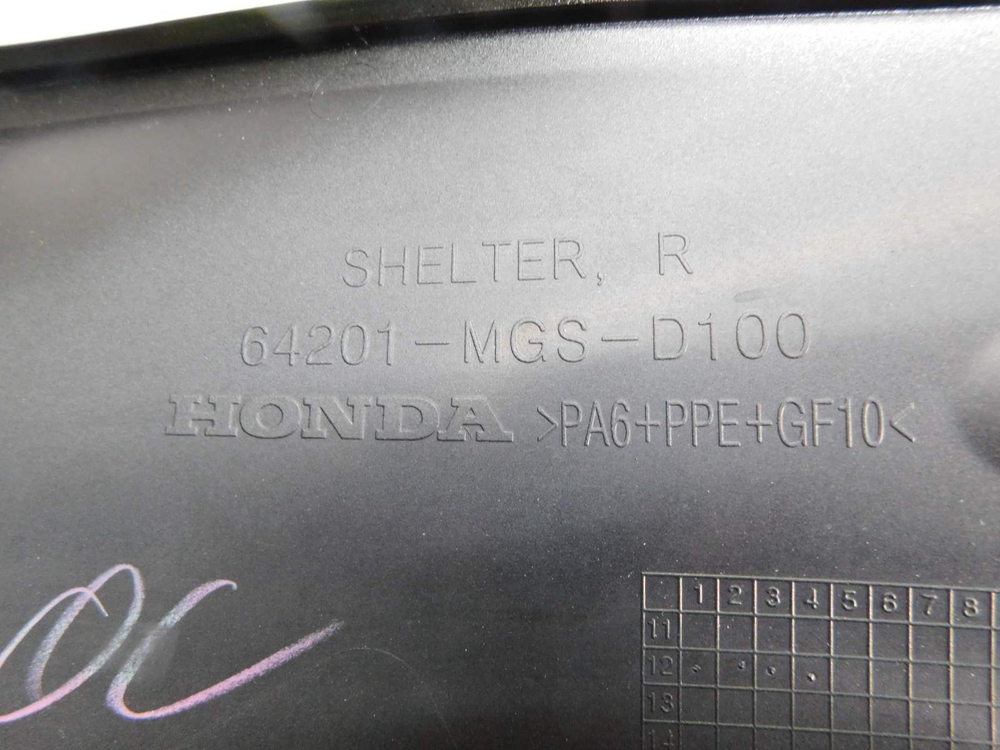 SHELTER, R
64201-MGS-D100
HONDA >PA6+PPE+GF10<
1 2 3 4 5 6 7 8
11
12
13
14